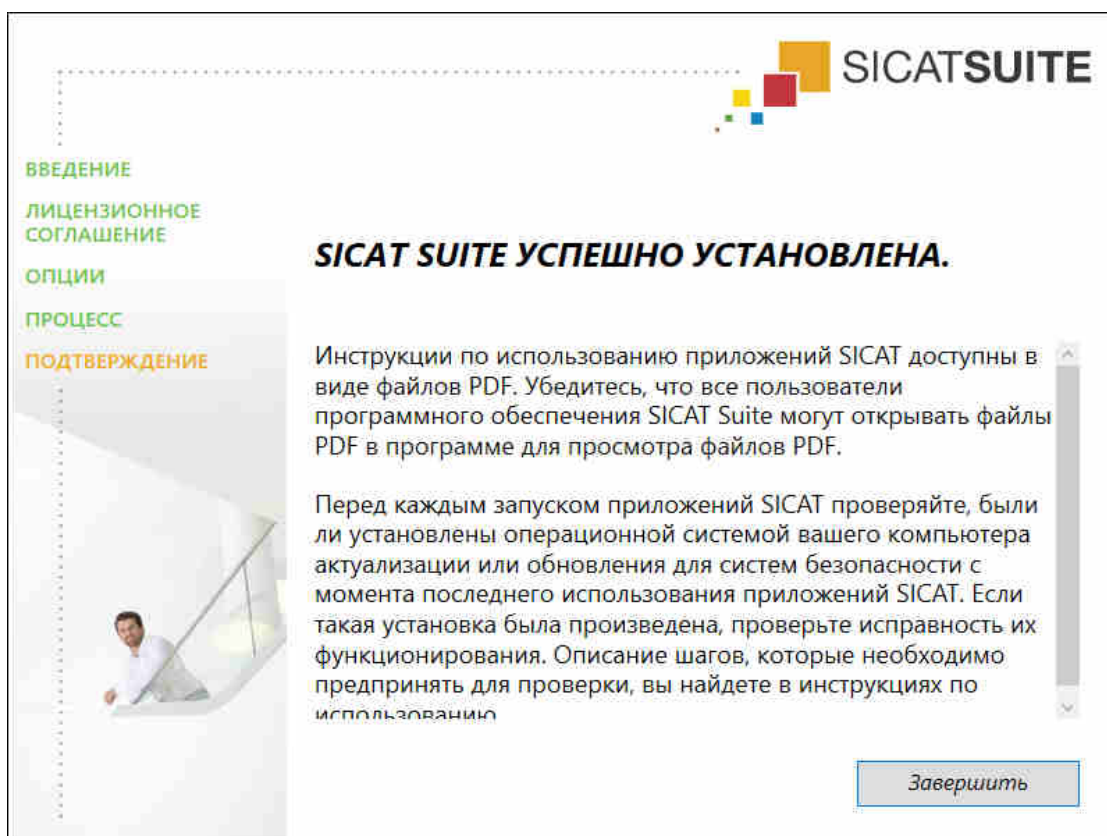 SICATSUITE
ВВЕДЕНИЕ
ЛИЦЕНЗИОННОЕ
СОГЛАШЕНИЕ
ОПЦИИ
ПРОЦЕСС
ПОДТВЕРЖДЕНИЕ
SICAT SUITE УСПЕШНО УСТАНОВЛЕНА.
Инструкции по использованию приложений SICAT доступны в
виде файлов PDF. Убедитесь, что все пользователи
программного обеспечения SICAT Suite могут открывать файлы
PDF в программе для просмотра файлов PDF.
Перед каждым запуском приложений SICAT проверяйте, были
ли установлены операционной системой вашего компьютера
актуализации или обновления для систем безопасности с
момента последнего использования приложений SICAT. Если
такая установка была произведена, проверьте исправность их
функционирования. Описание шагов, которые необходимо
предпринять для проверки, вы найдете в инструкциях по
использованию
Завершить